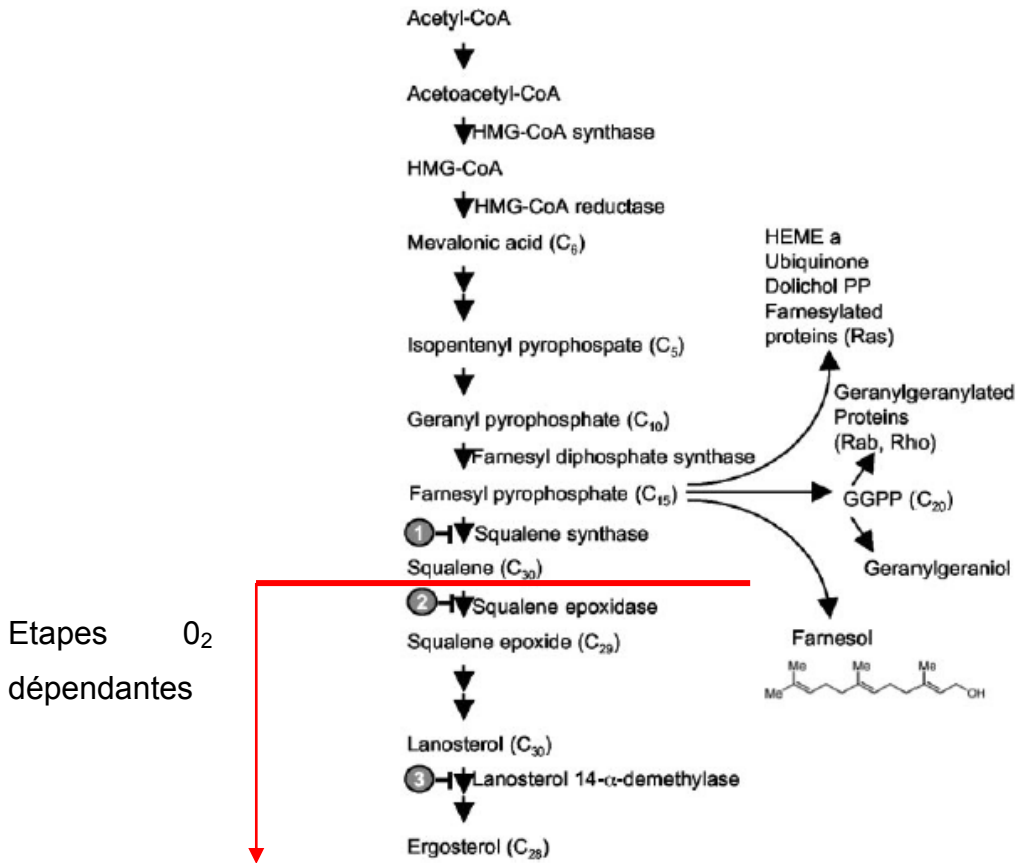 Acetyl-CoA
Acetoacetyl-CoA
HMG-CoA synthase
HMG-CoA
HMG-CoA reductase
Mevalonic acid (C₆)
Isopentenyl pyrophospate (C₅)
Geranyl pyrophosphate (C₁₀)
Farnesyl diphosphate synthase
Farnesyl pyrophosphate (C₁₅)
1
Squalene synthase
Squalene (C₃₀)
2
Squalene epoxidase
Squalene epoxide (C₂₉)
Lanosterol (C₃₀)
3
Lanosterol 14-α-demethylase
Ergosterol (C₂₈)
HEME a
Ubiquinone
Dolichol PP
Farnesylated
proteins (Ras)
Geranylgeranylated
Proteins
(Rab, Rho)
GGPP (C₂₀)
Geranylgeraniol
Farnesol
Me
Me
Me
Me
OH
Etapes 0₂
dépendantes